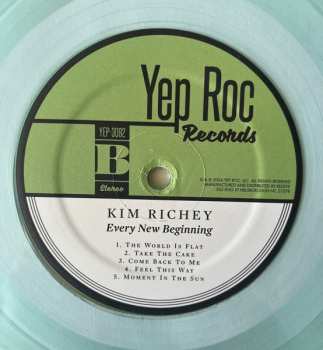 Yep Roc
Records
YEP-3092
B
Stereo
KIM RICHEY
Every New Beginning
1. The World Is Flat
2. Take The Cake
3. Come Back To Me
4. Feel This Way
5. Moment In The Sun